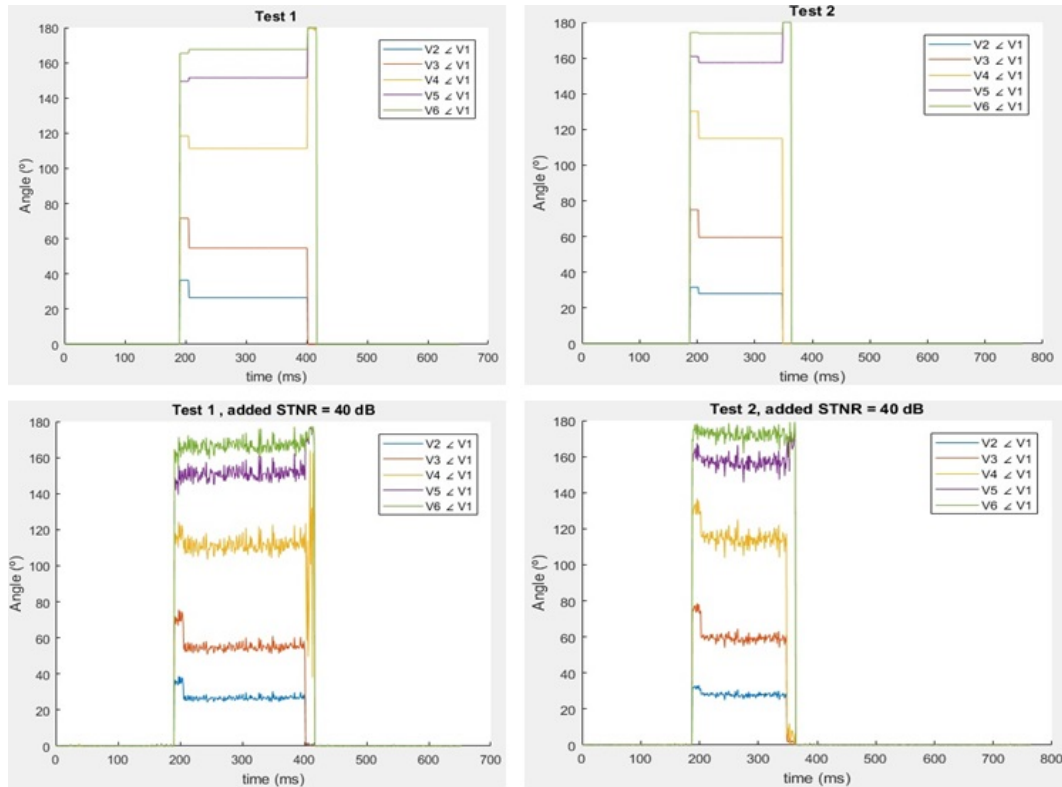 Test 1
180
160
140
120
100
80
60
40
20
0
Angle (º)
0 100 200 300 400 500 600 700
time (ms)
V2 ∠ V1
V3 ∠ V1
V4 ∠ V1
V5 ∠ V1
V6 ∠ V1
Test 2
180
160
140
120
100
80
60
40
20
0
Angle (º)
0 100 200 300 400 500 600 700 800
time (ms)
V2 ∠ V1
V3 ∠ V1
V4 ∠ V1
V5 ∠ V1
V6 ∠ V1
Test 1 , added STNR = 40 dB
180
160
140
120
100
80
60
40
20
0
Angle (º)
0 100 200 300 400 500 600 700
time (ms)
V2 ∠ V1
V3 ∠ V1
V4 ∠ V1
V5 ∠ V1
V6 ∠ V1
Test 2, added STNR = 40 dB
180
160
140
120
100
80
60
40
20
0
Angle (º)
0 100 200 300 400 500 600 700 800
time (ms)
V2 ∠ V1
V3 ∠ V1
V4 ∠ V1
V5 ∠ V1
V6 ∠ V1